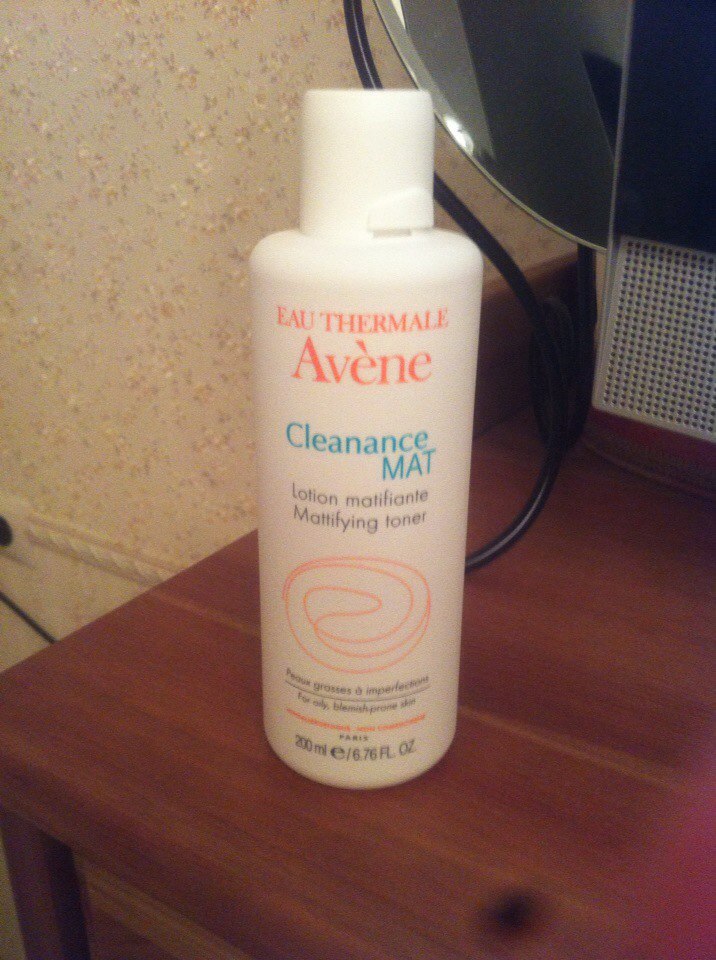 EAU THERMALE
Avène
Cleanance
MAT
Lotion matifiante
Mattifying toner
Peaux grasses à imperfections
For oily, blemish-prone skin
PARIS
200 ml e / 6.76 FL. OZ.